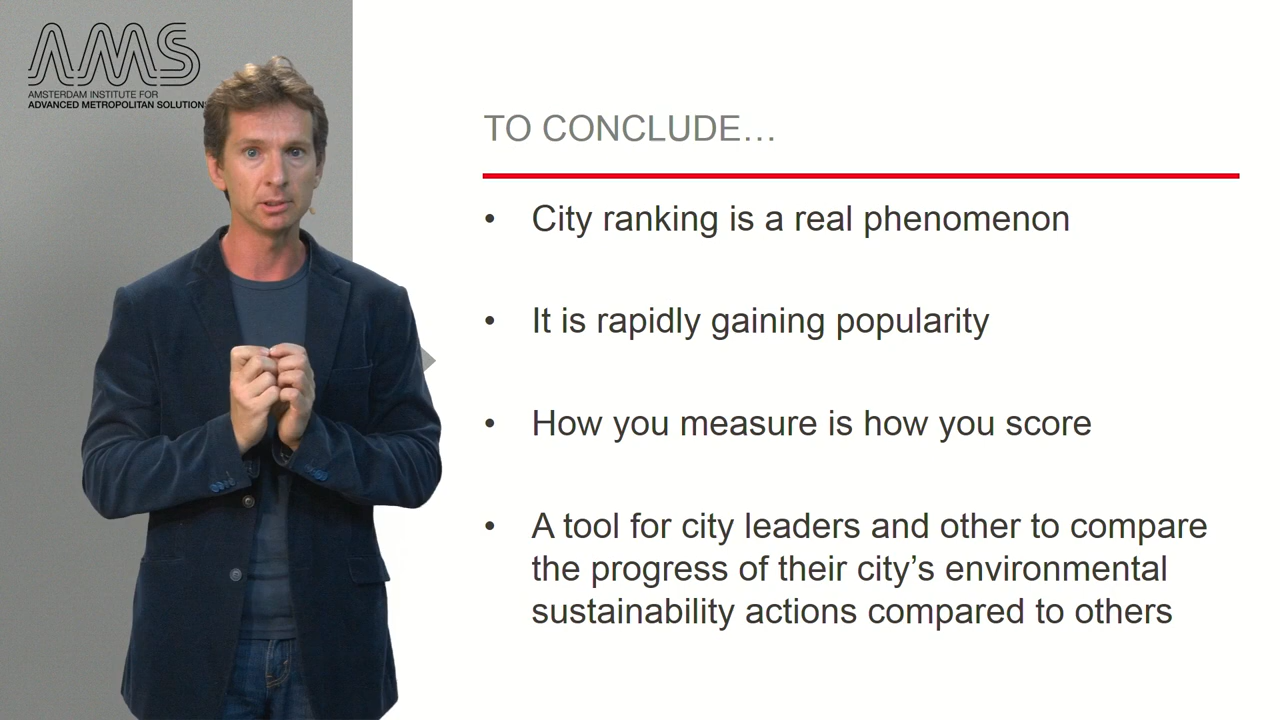 AMS
AMSTERDAM INSTITUTE FOR
ADVANCED METROPOLITAN SOLUTION
TO CONCLUDE…
• City ranking is a real phenomenon
• It is rapidly gaining popularity
• How you measure is how you score
• A tool for city leaders and other to compare
the progress of their city’s environmental
sustainability actions compared to others